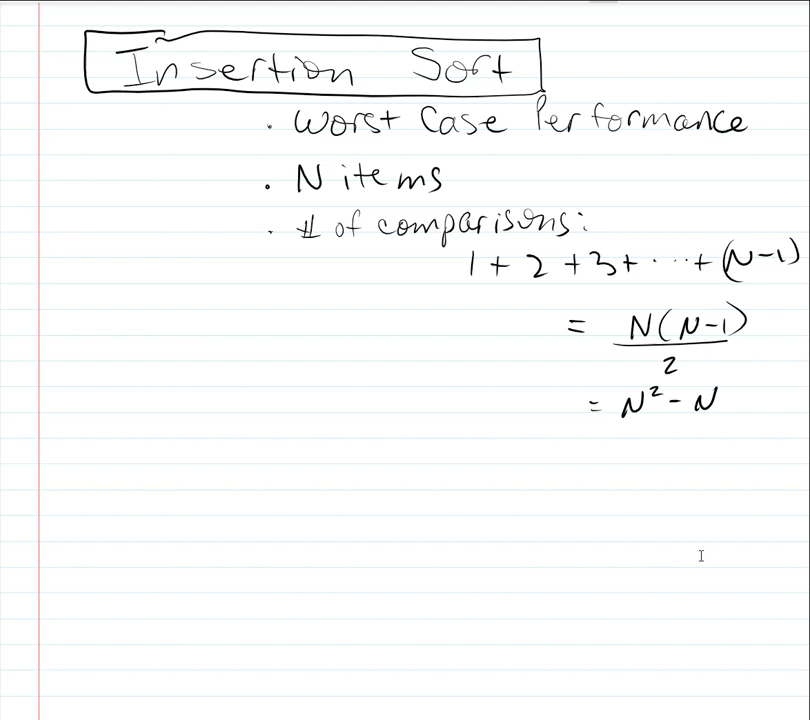 Insertion Sort
. Worst Case Performance
. N items
. # of comparisons:
1 + 2 + 3 + ... + (N-1)
= N(N-1)
2
= N² - N